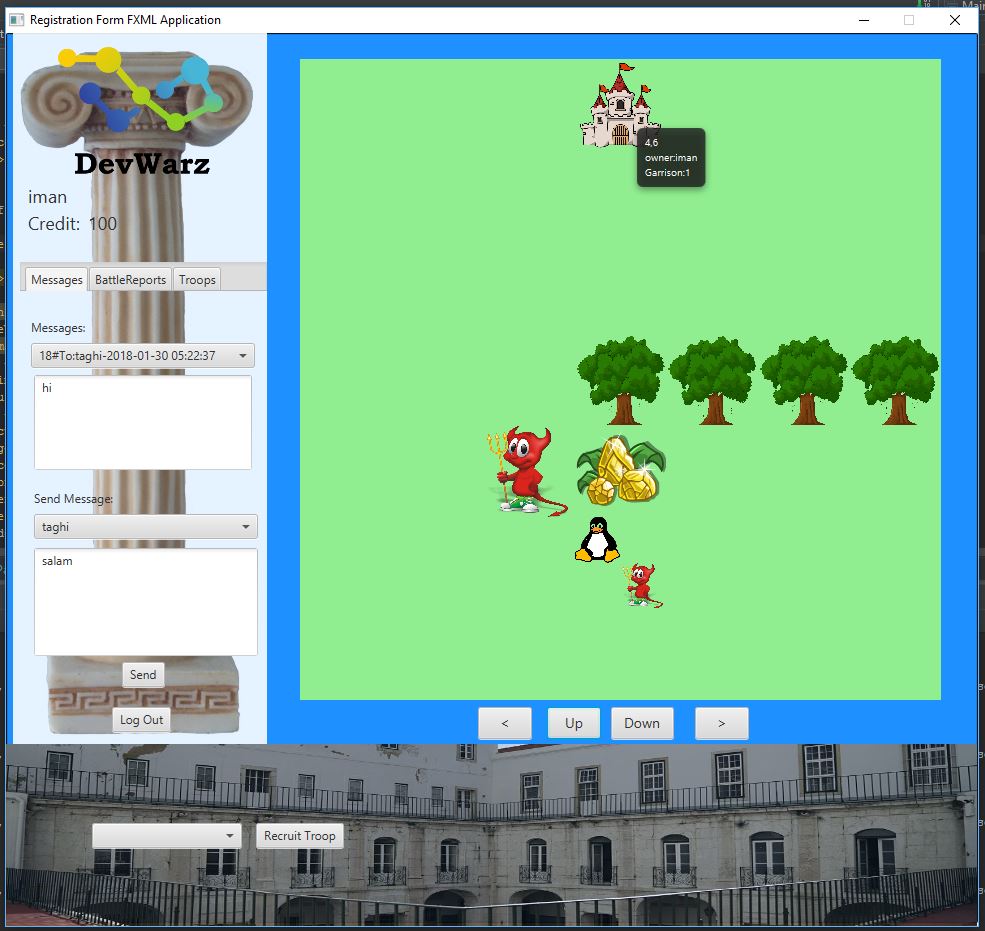 Registration Form FXML Application
DevWarz
iman
Credit: 100
Messages
BattleReports
Troops
Messages:
18#To:taghi-2018-01-30 05:22:37
hi
Send Message:
taghi
salam
Send
Log Out
4,6
owner:iman
Garrison:1
<
Up
Down
>
Recruit Troop